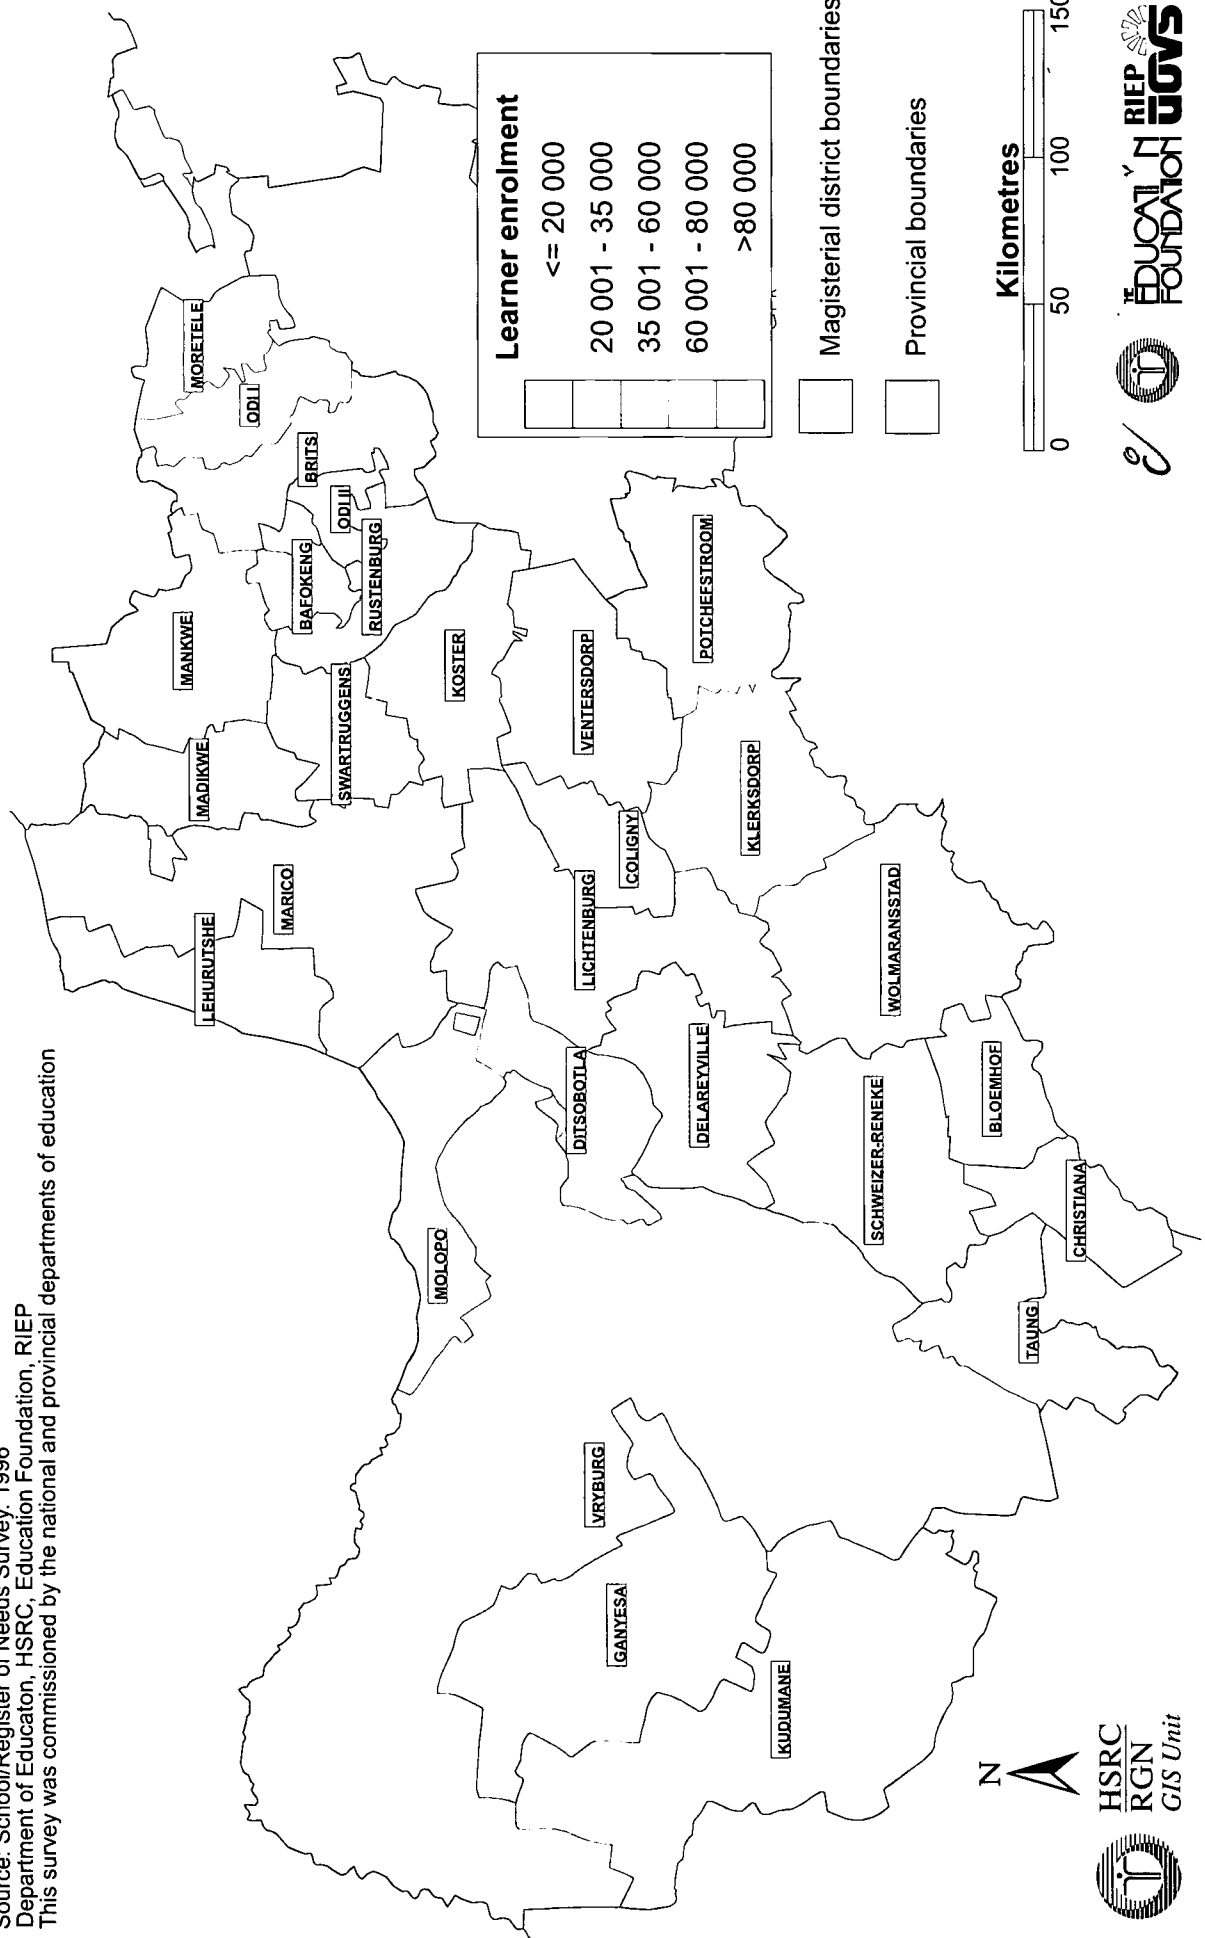 Source: School/Register of Needs Survey: 1996
Department of Educaton, HSRC, Education Foundation, RIEP
This survey was commissioned by the national and provincial departments of education
LEHURUTSHE
MARICO
MADIKWE
MANKWE
SWARTRUGGENS
BAFOKENG
RUSTENBURG
ODI II
BRITS
ODI I
MORETELE
KOSTER
MOLOPO
DITSOBOTLA
LICHTENBURG
COLIGNY
VENTERSDORP
VRYBURG
GANYESA
KUDUMANE
DELAREYVILLE
KLERKSDORP
POTCHEFSTROOM
SCHWEIZER-RENEKE
WOLMARANSSTAD
BLOEMHOF
CHRISTIANA
TAUNG
Learner enrolment
<= 20 000
20 001 - 35 000
35 001 - 60 000
60 001 - 80 000
>80 000
Magisterial district boundaries
Provincial boundaries
Kilometres
0 50 100 150
N
HSRC
RGN
GIS Unit
THE
EDUCATION
FOUNDATION
RIEP
UOVS